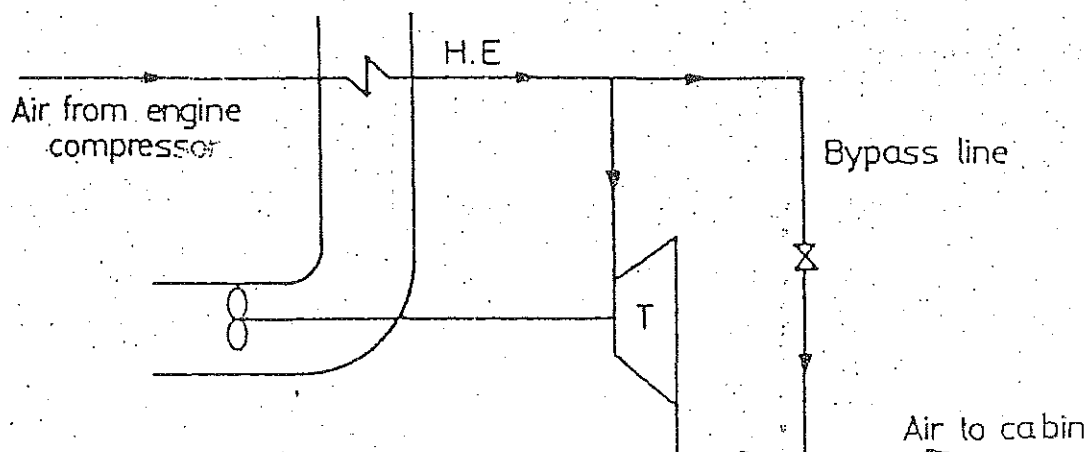 H.E
Air from engine
compressor
Bypass line
T
Air to cabin